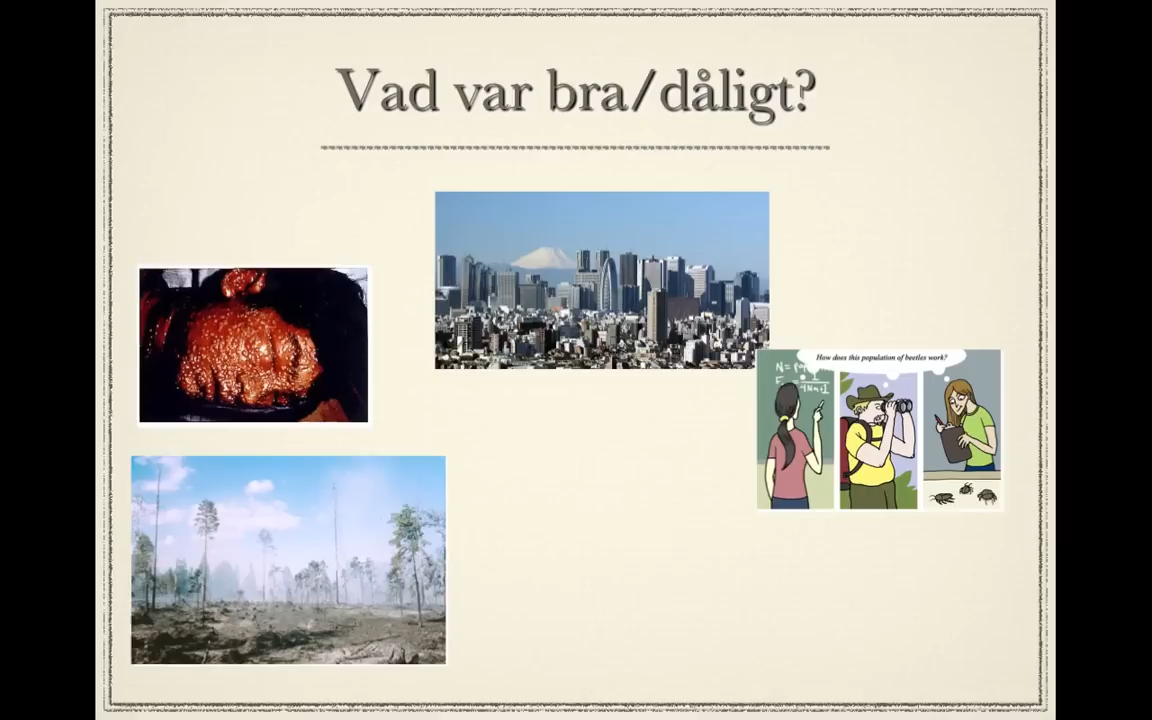 Vad var bra/dåligt?
How does this population of beetles work?